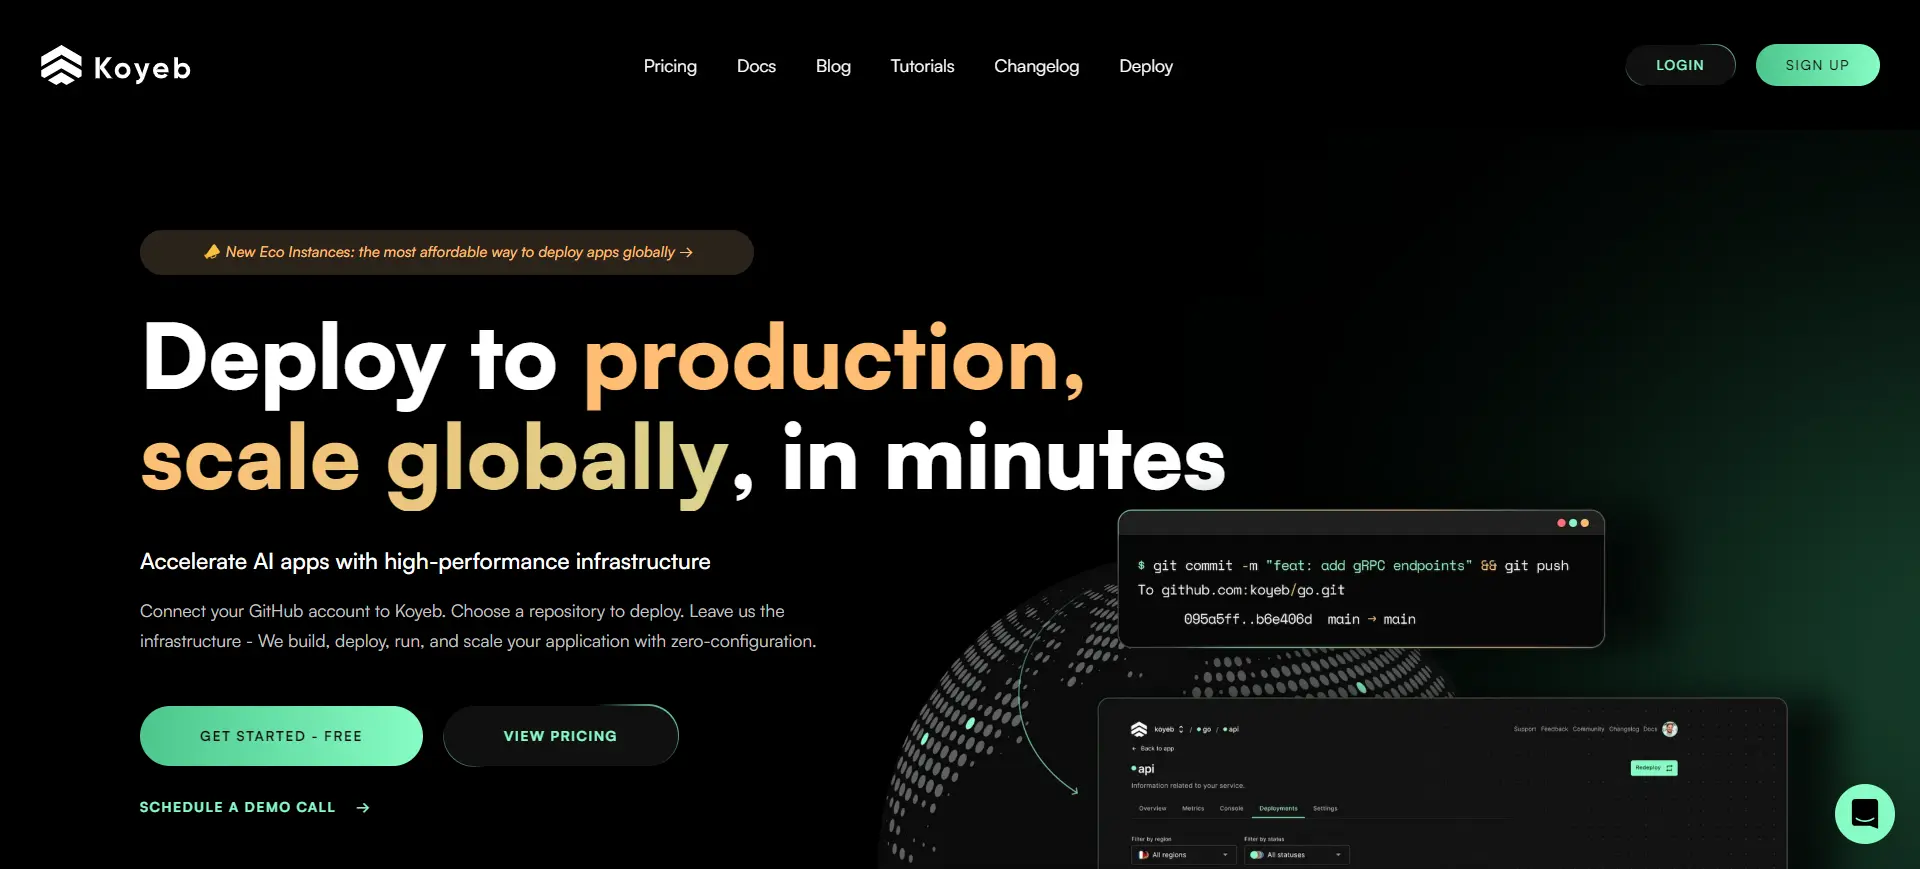 Koyeb
Pricing
Docs
Blog
Tutorials
Changelog
Deploy
LOGIN
SIGN UP
New Eco Instances: the most affordable way to deploy apps globally →
Deploy to production,
scale globally, in minutes
Accelerate AI apps with high-performance infrastructure
Connect your GitHub account to Koyeb. Choose a repository to deploy. Leave us the
infrastructure - We build, deploy, run, and scale your application with zero-configuration.
GET STARTED - FREE
VIEW PRICING
SCHEDULE A DEMO CALL →
$ git commit -m "feat: add gRPC endpoints" && git push
To github.com:koyeb/go.git
095a5ff..b6e406d main → main
koyeb / go / api
Support Feedback Community Changelog Docs
← Back to app
api
Redeploy
Information related to your service.
Overview Metrics Console Deployments Settings
Filter by region
Filter by status
All regions
All statuses